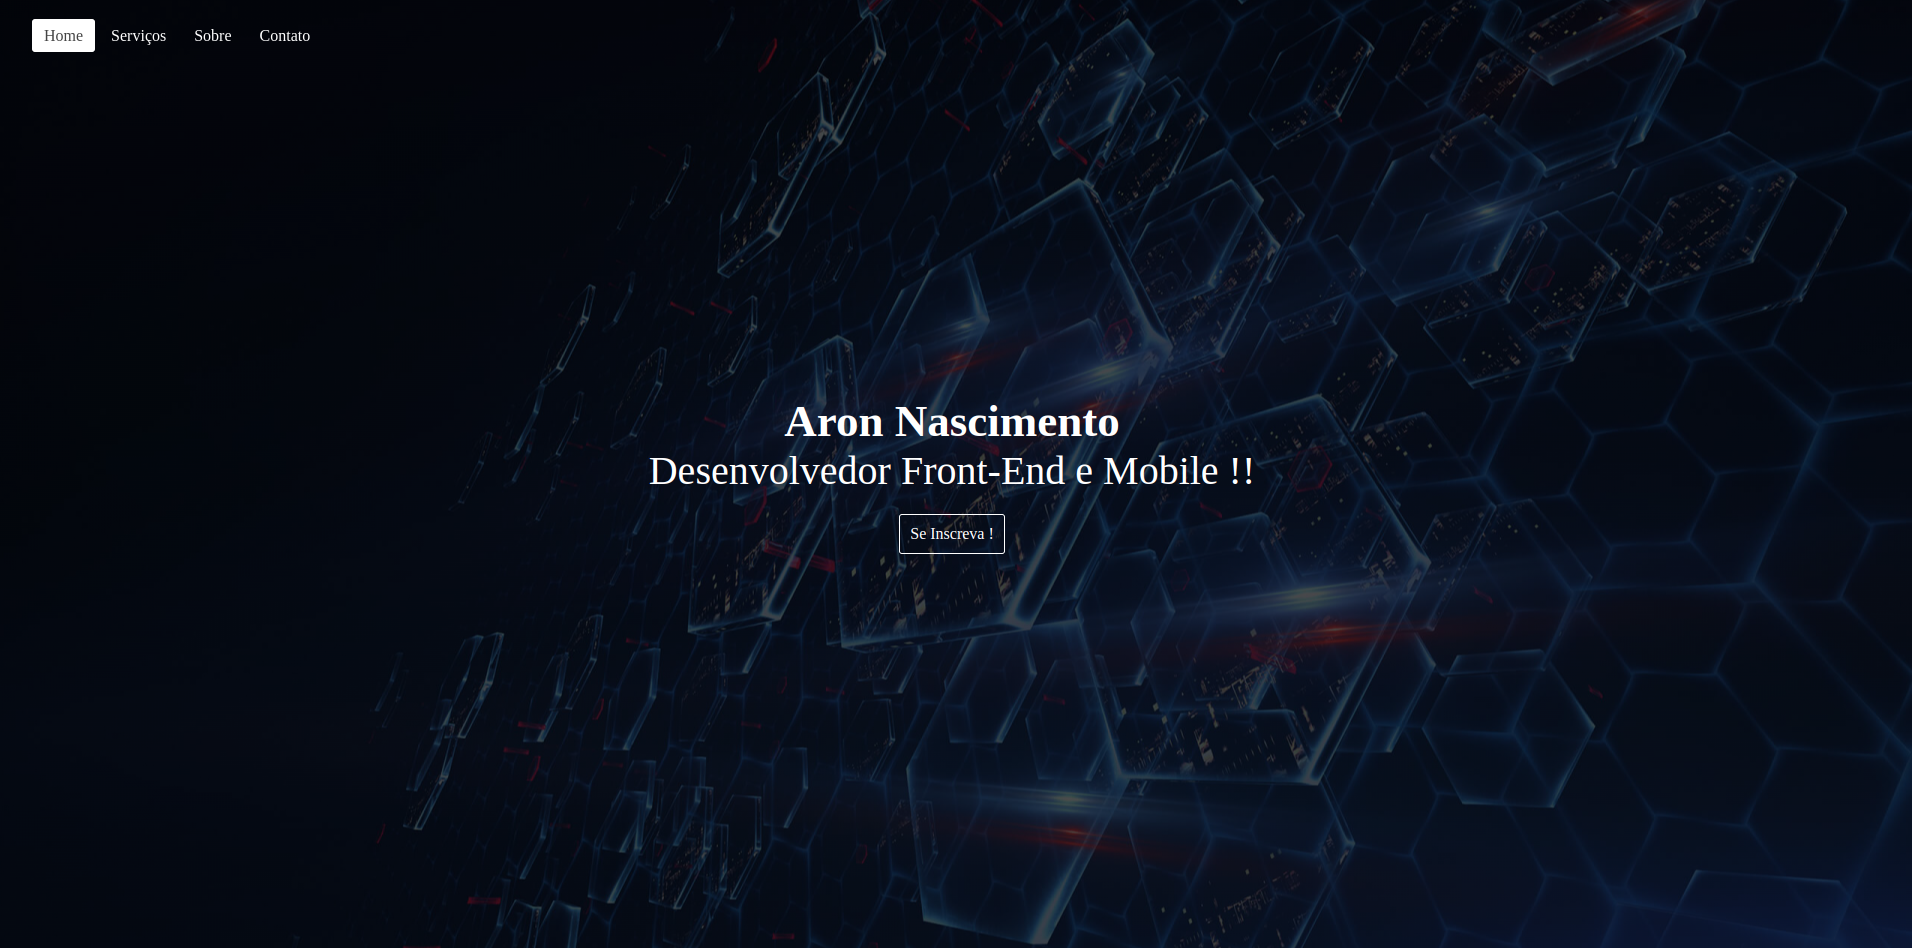 Home Serviços Sobre Contato
Aron Nascimento
Desenvolvedor Front-End e Mobile !!
Se Inscreva !